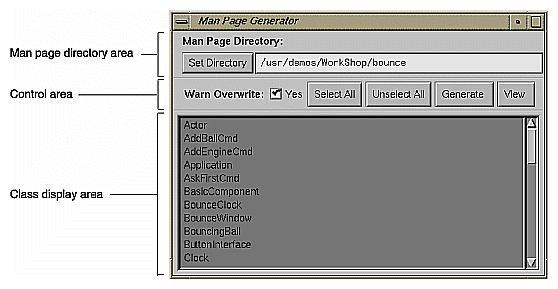 Man Page Generator
Man page directory area
Man Page Directory:
Set Directory /usr/demos/WorkShop/bounce
Control area
Warn Overwrite: Yes Select All Unselect All Generate View
Class display area
Actor
AddBallCmd
AddEngineCmd
Application
AskFirstCmd
BasicComponent
BounceClock
BounceWindow
BouncingBall
ButtonInterface
Clock